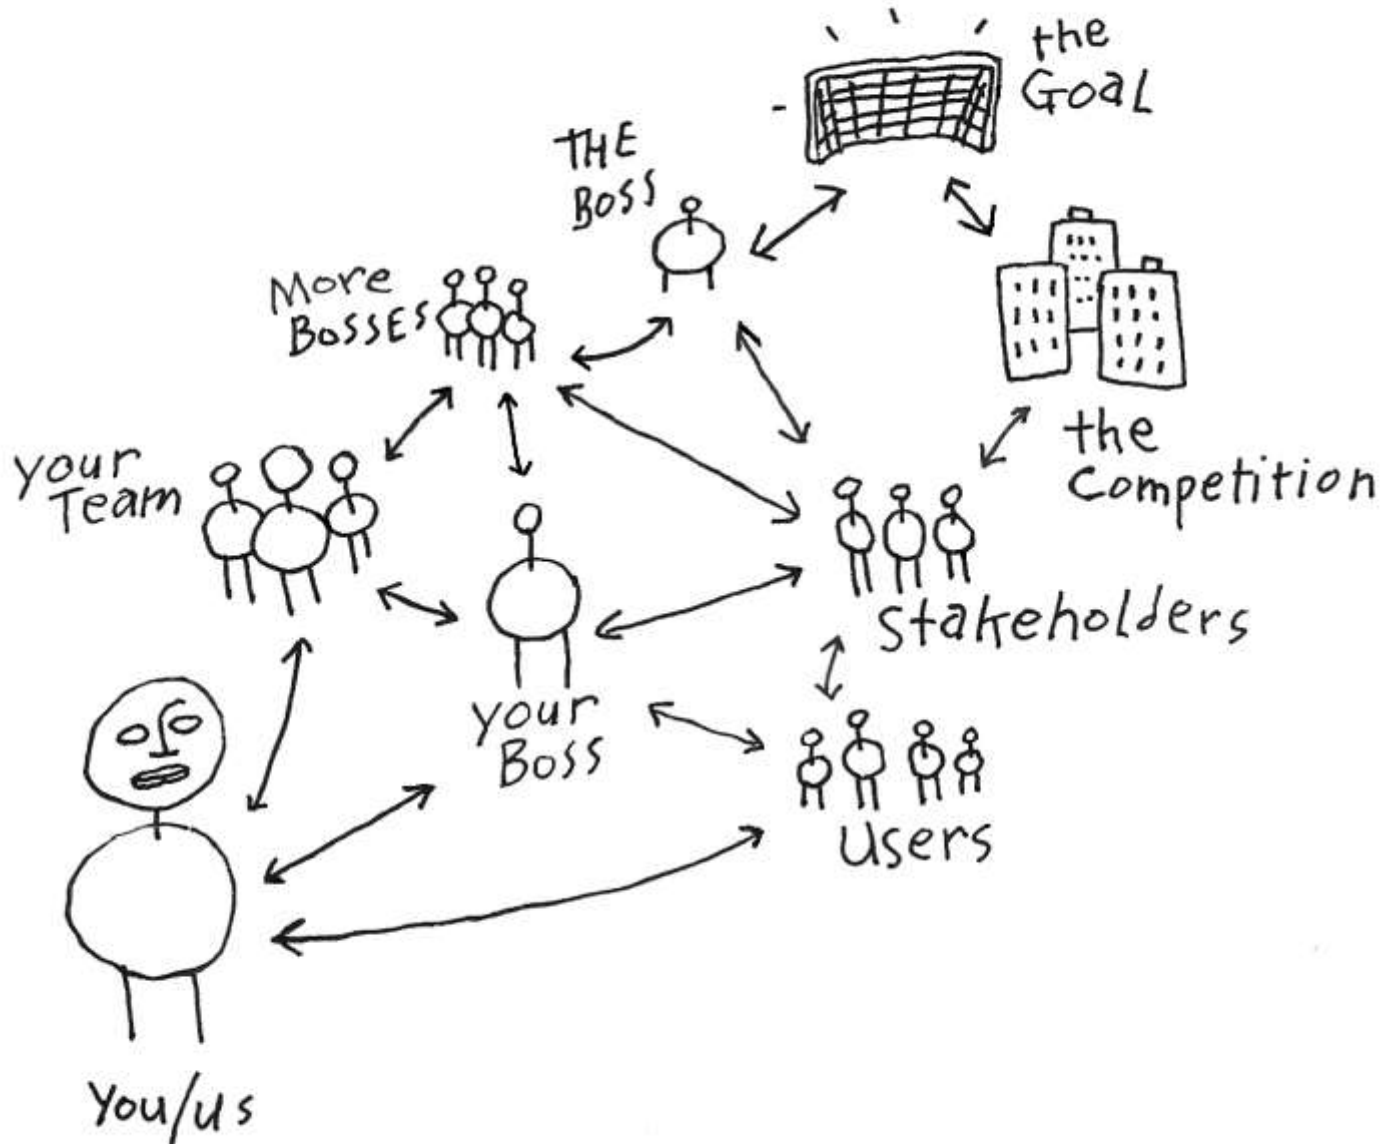 the
Goal
THE
BOSS
More
BOSSES
your
Team
the
Competition
Stakeholders
your
Boss
Users
You/us